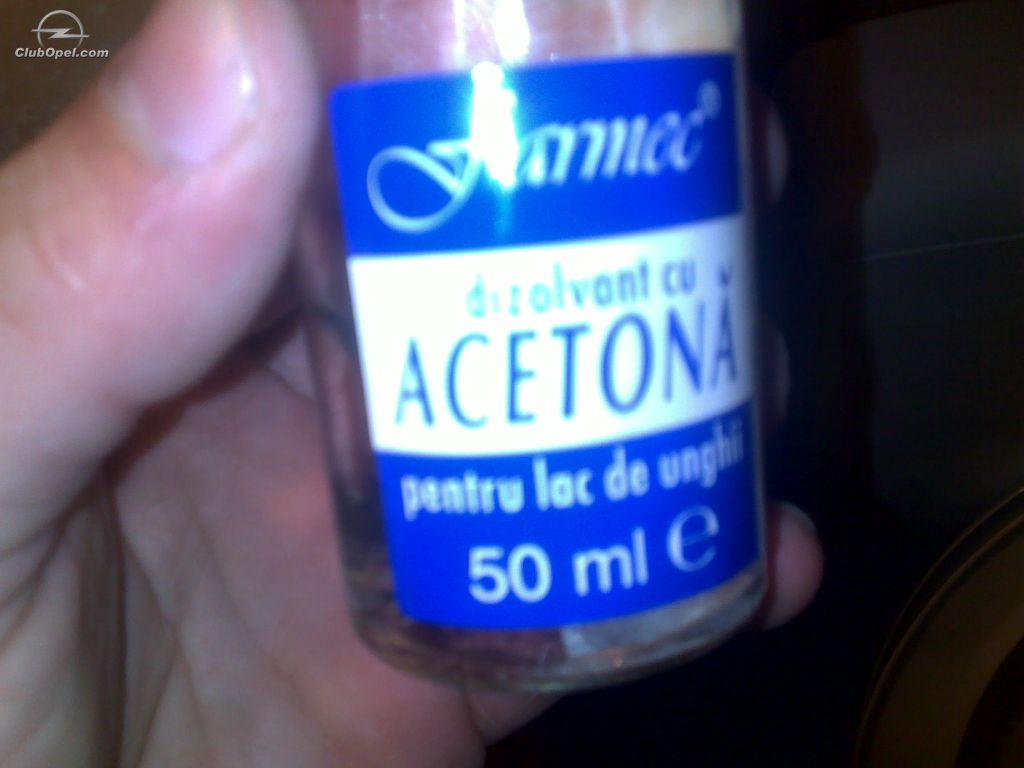 ClubOpel.com
Farmec®
dizolvant cu
ACETONĂ
pentru lac de unghii
50 ml e